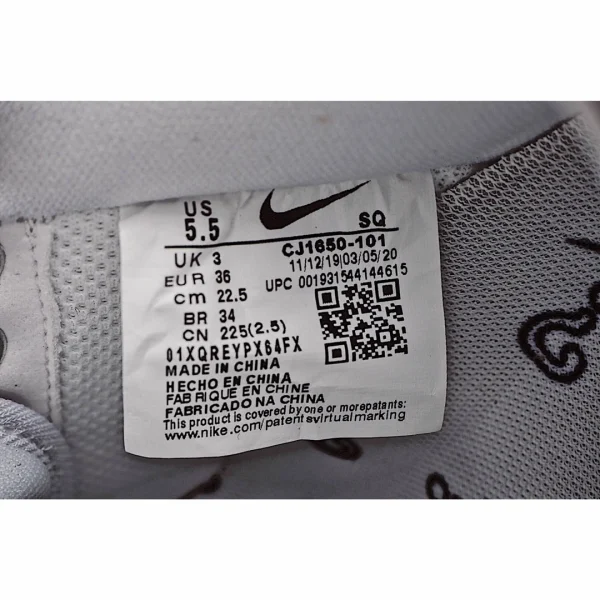 US
5.5
SQ
UK 3
CJ1650-101
EUR 36
11/12/19|03/05/20
cm 22.5
UPC 001931544144615
BR 34
CN 225(2.5)
01XQREYPX64FX
MADE IN CHINA
HECHO EN CHINA
FABRIQUE EN CHINE
FABRICADO NA CHINA
This product is covered by one or morepatants:
www.nike.com/patentsvirtualmarking